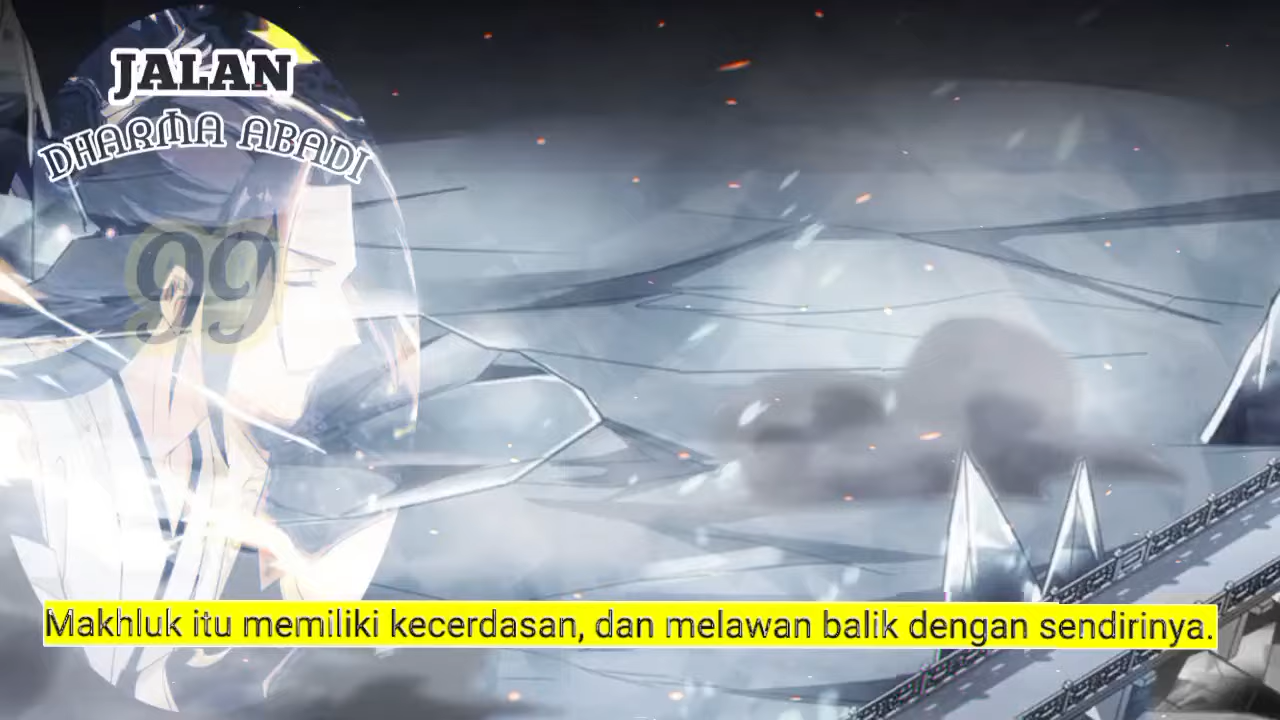 JALAN
DHARMA ABADI
99
Makhluk itu memiliki kecerdasan, dan melawan balik dengan sendirinya.